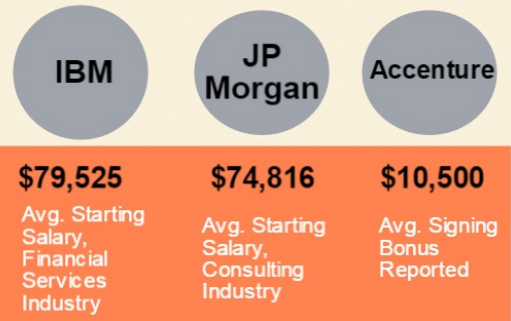 IBM
JP
Morgan
Accenture
$79,525
Avg. Starting
Salary,
Financial
Services
Industry
$74,816
Avg. Starting
Salary,
Consulting
Industry
$10,500
Avg. Signing
Bonus
Reported